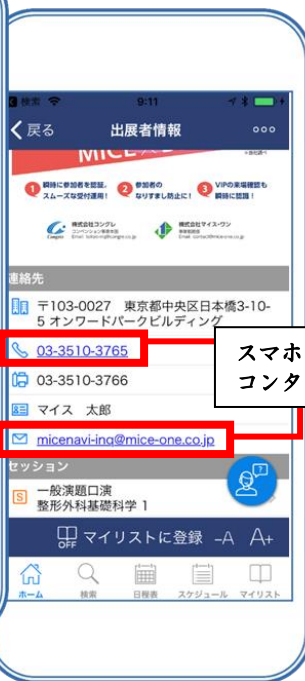 検索 9:11
戻る 出展者情報
MICE
1 瞬時に参加者を認証、スムーズな受付運用!
2 参加者のなりすまし防止に!
3 VIPの来場確認も瞬時に認識!
Congre 株式会社コングレ
株式会社マイス・ワン
連絡先
〒103-0027 東京都中央区日本橋3-10-
5 オンワードパークビルディング
03-3510-3765
スマホ
コンタ
03-3510-3766
マイス 太郎
micenavi-inq@mice-one.co.jp
セッション
S 一般演題口演
整形外科基礎科学 1
OFF マイリストに登録 -A A+
ホーム 検索 日程表 スケジュール マイリスト